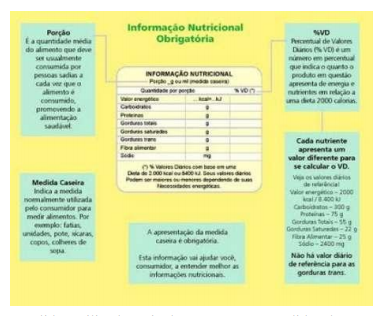 Informação Nutricional
Obrigatória
Porção
É a quantidade média
do alimento que deve
ser usualmente
consumida por
pessoas sadias a
cada vez que o
alimento é
consumido,
promovendo a
alimentação
saudável.
Medida Caseira
Indica a medida
normalmente utilizada
pelo consumidor para
medir alimentos. Por
exemplo: fatias,
unidades, pote, xícaras,
copos, colheres de
sopa.
INFORMAÇÃO NUTRICIONAL
Porção _g ou ml (medida caseira)
Quantidade por porção % VD (*)
Valor energético ...kcal=..kJ
Carboidratos g
Proteínas g
Gorduras totais g
Gorduras saturadas g
Gorduras trans g
Fibra alimentar g
Sódio mg
(*) % Valores Diários com base em uma
Dieta de 2.000 kcal ou 8400 kJ. Seus valores diários
Podem ser maiores ou menores dependendo de suas
Necessidades energéticas.
A apresentação da medida
caseira é obrigatória.
Esta informação vai ajudar você,
consumidor, a entender melhor as
informações nutricionais.
%VD
Percentual de Valores
Diários (% VD) é um
número em percentual
que indica o quanto o
produto em questão
apresenta de energia e
nutrientes em relação a
uma dieta 2000 calorias.
Cada nutriente
apresenta um
valor diferente para
se calcular o VD.
Veja os valores diários
de referência!
Valor energético – 2000
kcal / 8.400 kJ
Carboidratos – 300 g
Proteínas – 75 g
Gorduras Totais – 55 g
Gorduras Saturadas – 22 g
Fibra Alimentar – 25 g
Sódio – 2400 mg
Não há valor diário
de referência para as
gorduras trans.